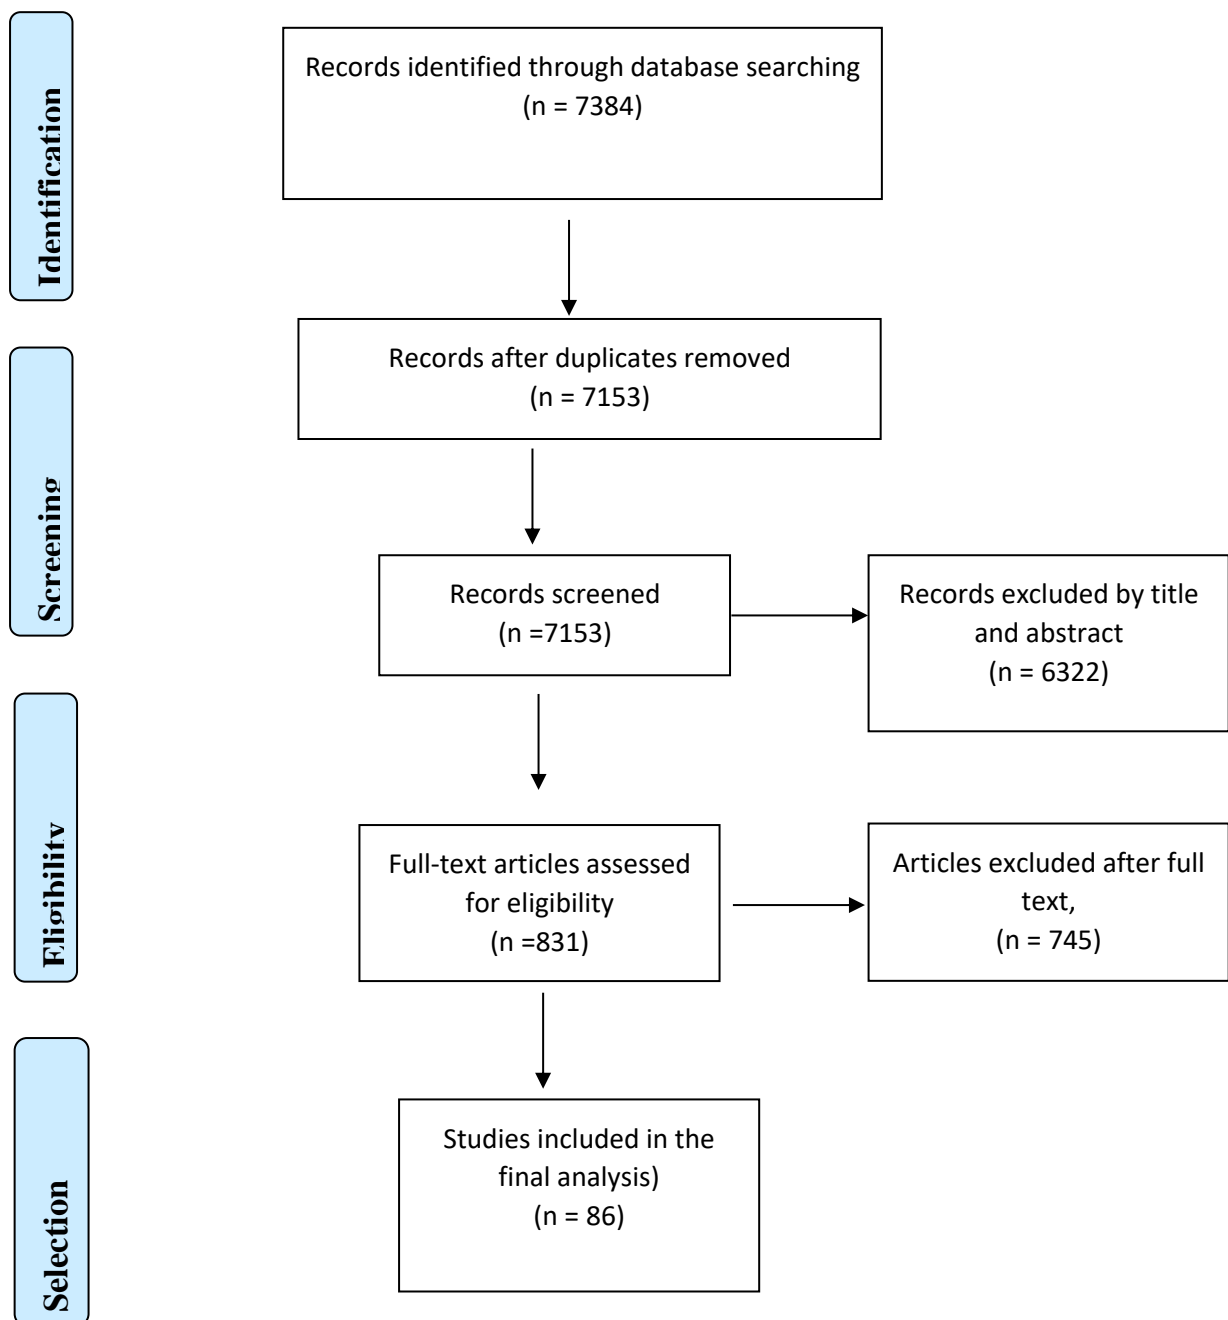 Identification
Records identified through database searching
(n = 7384)
Records after duplicates removed
(n = 7153)
Screening
Records screened
(n =7153)
Records excluded by title
and abstract
(n = 6322)
Eligibility
Full-text articles assessed
for eligibility
(n =831)
Articles excluded after full
text,
(n = 745)
Selection
Studies included in the
final analysis)
(n = 86)